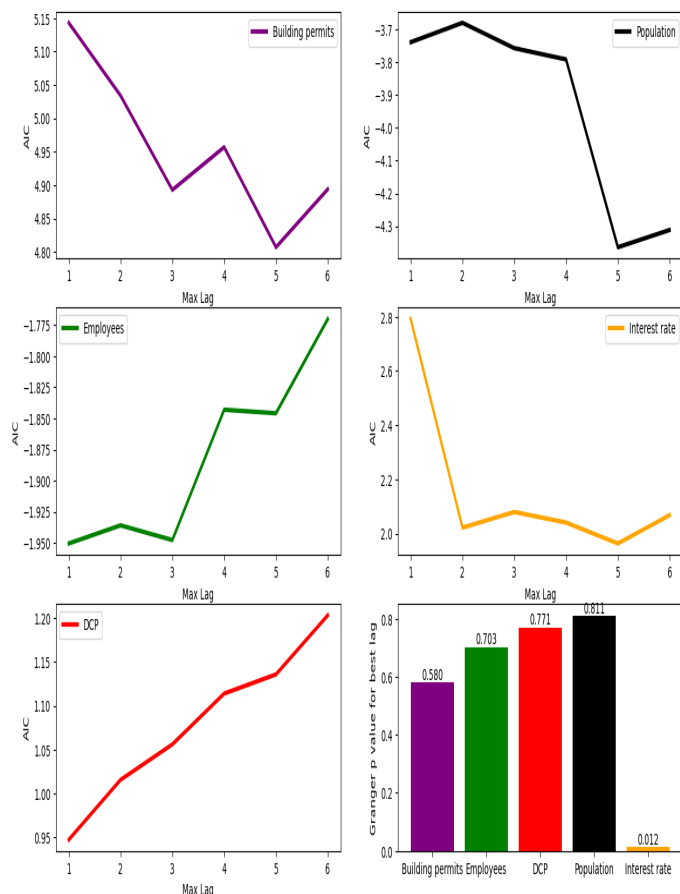 5.15
5.10
5.05
5.00
4.95
4.90
4.85
4.80
AIC
Building permits
1 2 3 4 5 6
Max Lag
−3.7
−3.8
−3.9
−4.0
−4.1
−4.2
−4.3
AIC
Population
1 2 3 4 5 6
Max Lag
−1.775
−1.800
−1.825
−1.850
−1.875
−1.900
−1.925
−1.950
AIC
Employees
1 2 3 4 5 6
Max Lag
2.8
2.6
2.4
2.2
2.0
AIC
Interest rate
1 2 3 4 5 6
Max Lag
1.20
1.15
1.10
1.05
1.00
0.95
AIC
DCP
1 2 3 4 5 6
Max Lag
0.8
0.6
0.4
0.2
0.0
Granger p value for best lag
0.580
0.703
0.771
0.811
0.012
Building permits Employees DCP Population Interest rate